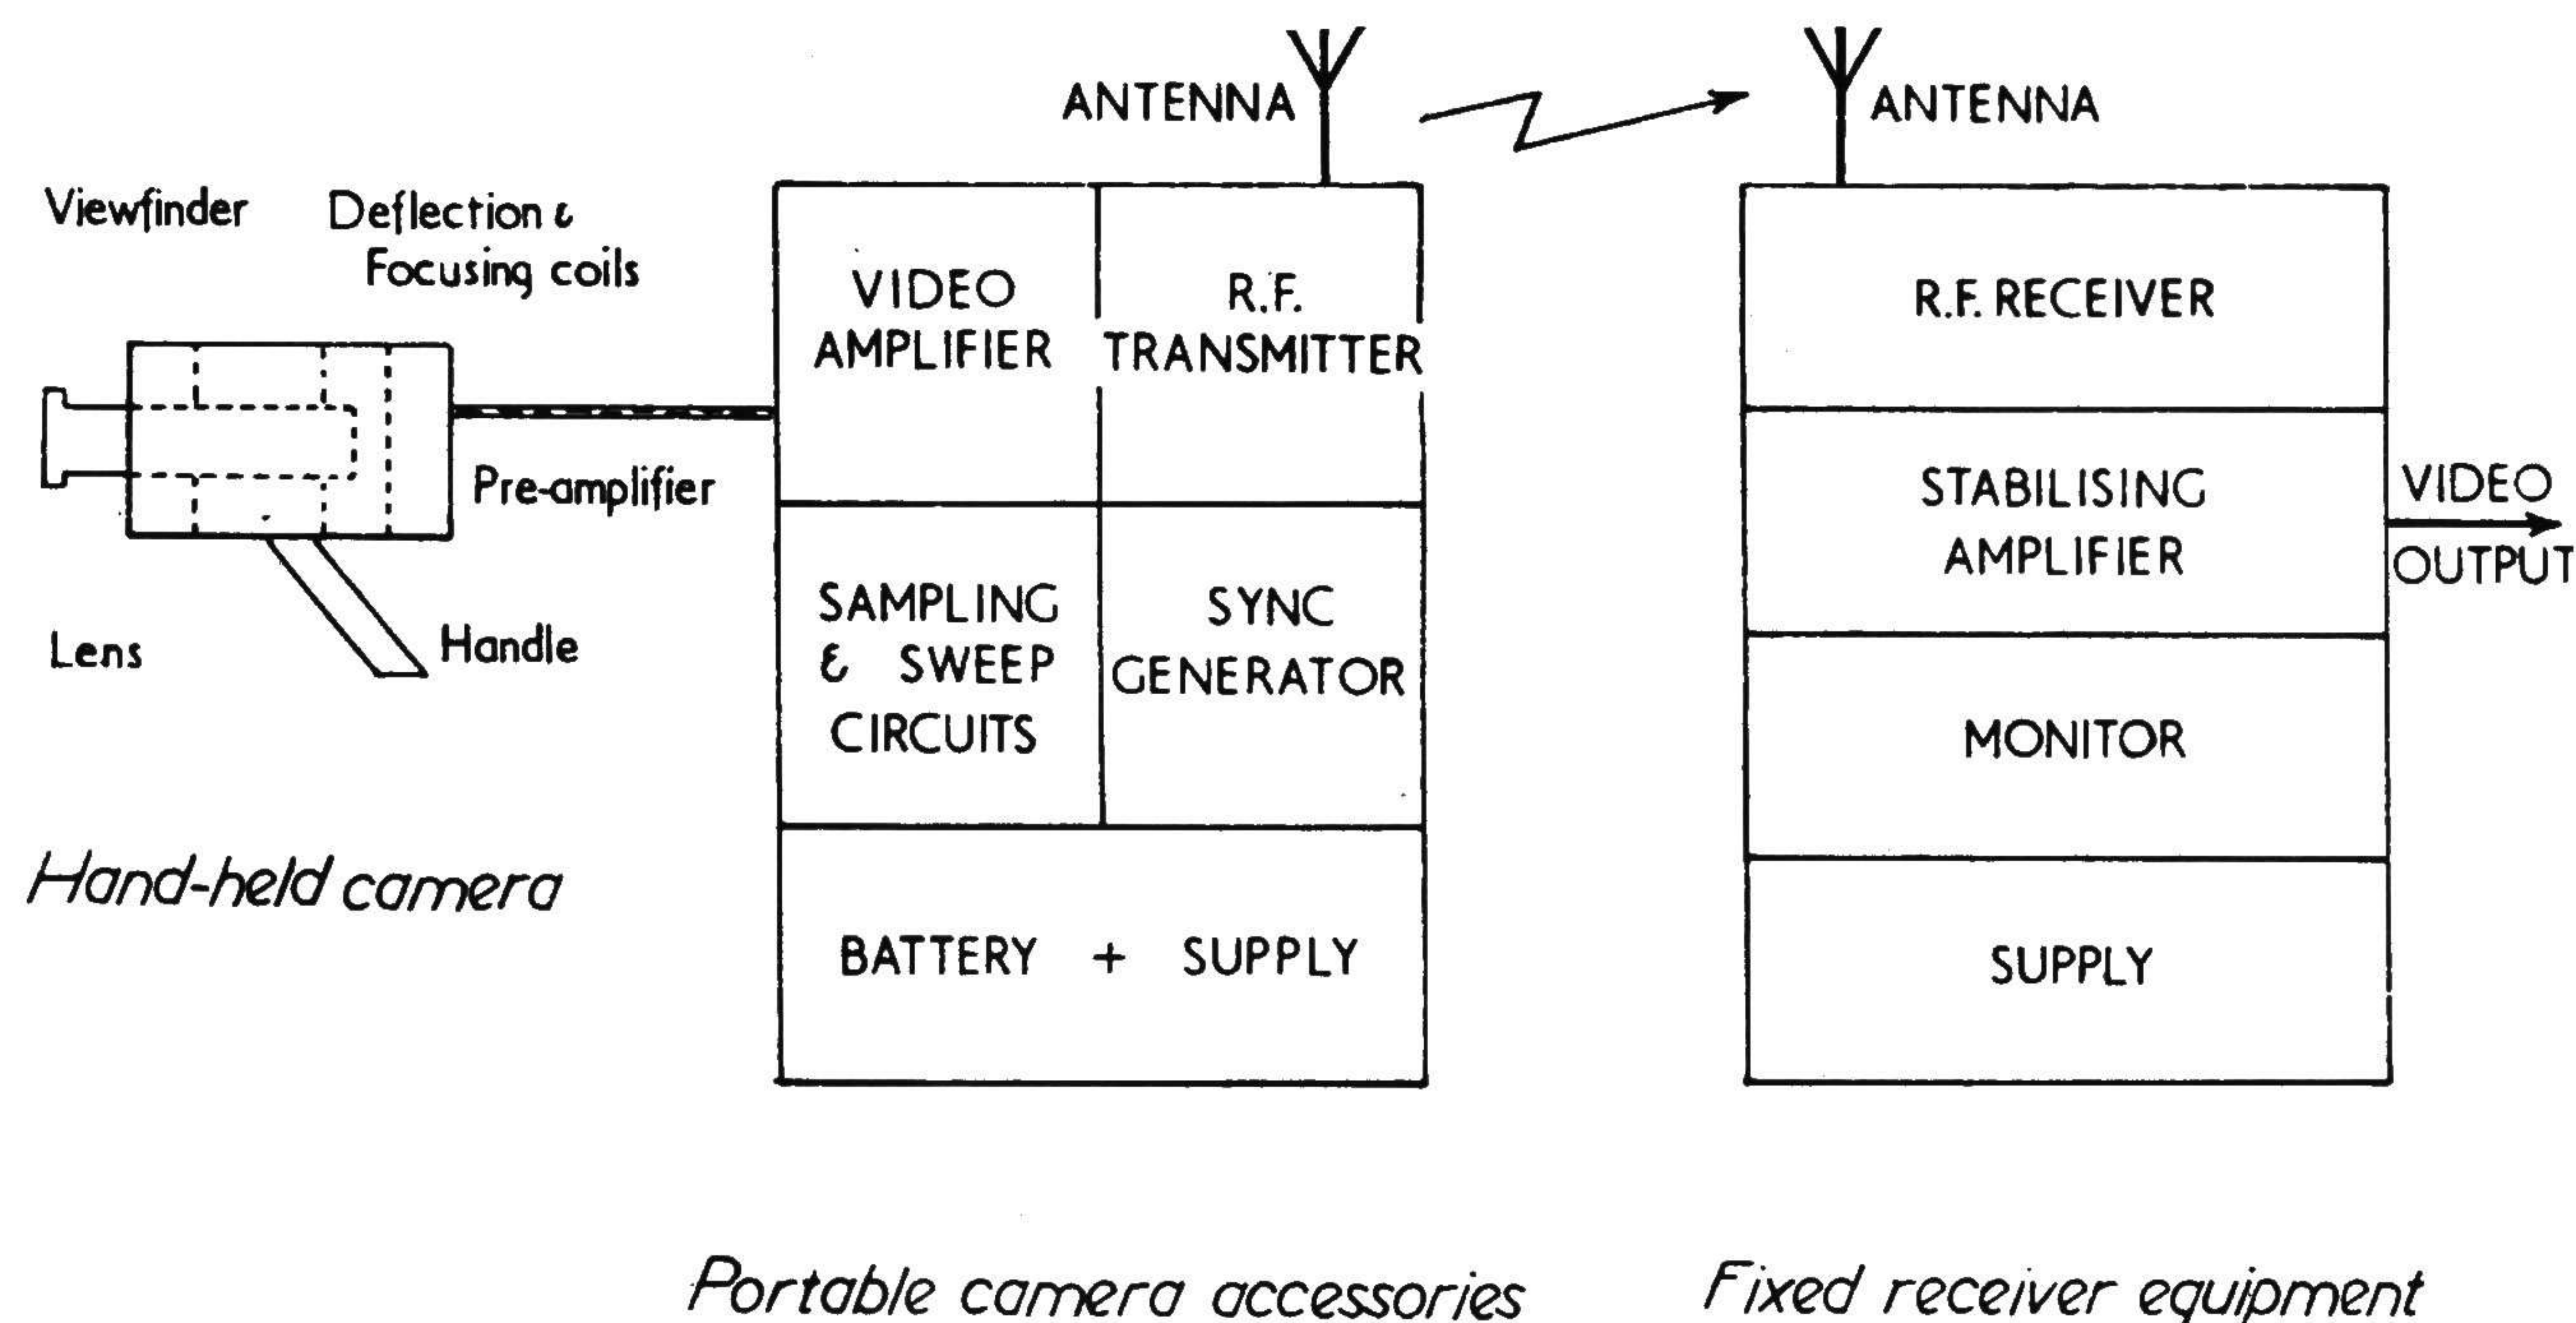 ANTENNA
ANTENNA
Viewfinder
Deflection &
Focusing coils
VIDEO
AMPLIFIER
R.F.
TRANSMITTER
R.F. RECEIVER
Pre-amplifier
STABILISING
AMPLIFIER
VIDEO
OUTPUT
Lens
Handle
SAMPLING
& SWEEP
CIRCUITS
SYNC
GENERATOR
MONITOR
Hand-held camera
BATTERY + SUPPLY
SUPPLY
Portable camera accessories
Fixed receiver equipment